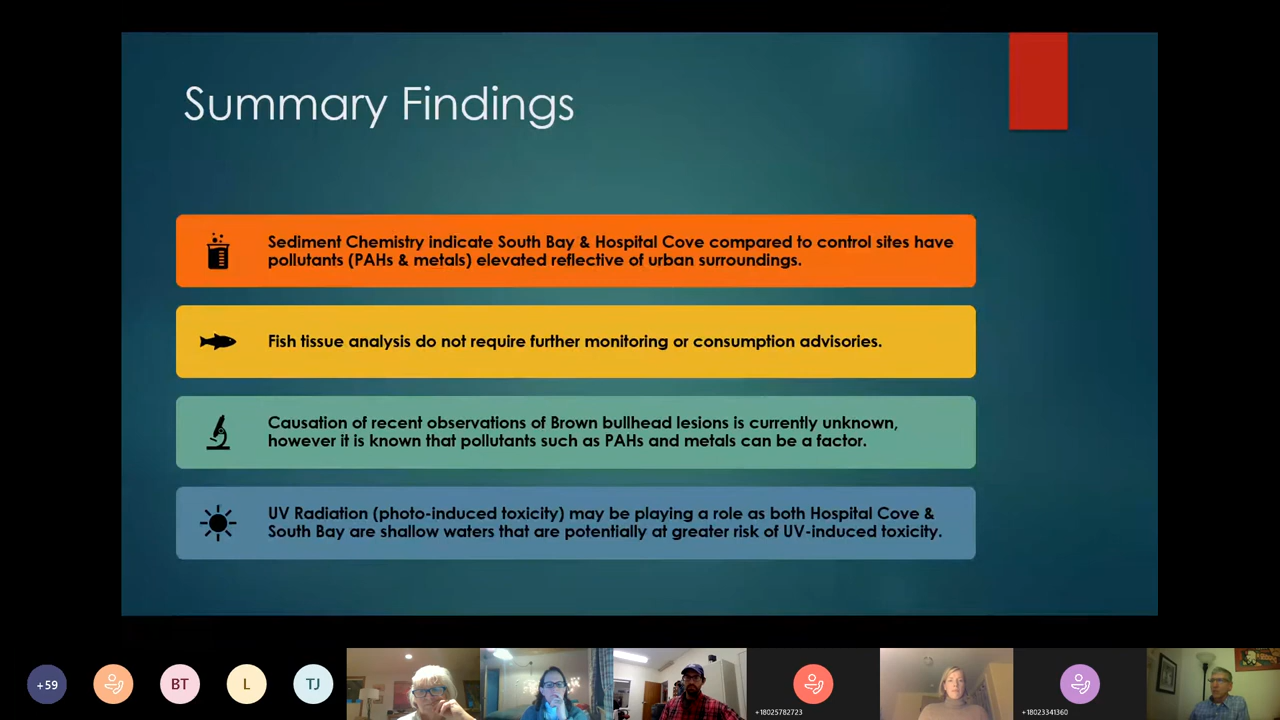 Summary Findings
Sediment Chemistry indicate South Bay & Hospital Cove compared to control sites have
pollutants (PAHs & metals) elevated reflective of urban surroundings.
Fish tissue analysis do not require further monitoring or consumption advisories.
Causation of recent observations of Brown bullhead lesions is currently unknown,
however it is known that pollutants such as PAHs and metals can be a factor.
UV Radiation (photo-induced toxicity) may be playing a role as both Hospital Cove &
South Bay are shallow waters that are potentially at greater risk of UV-induced toxicity.
+59
BT
L
TJ
+18025782723
+18023341360